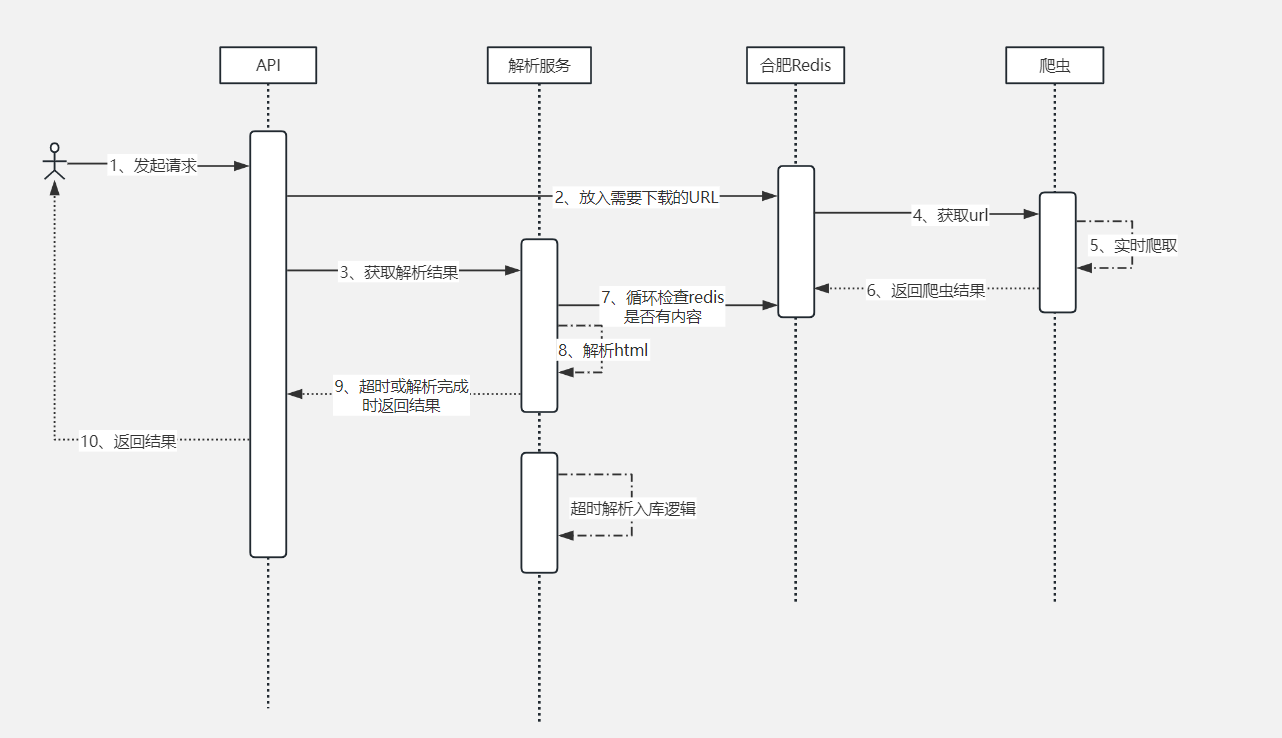 API
解析服务
合肥Redis
爬虫
1、发起请求
2、放入需要下载的URL
4、获取url
5、实时爬取
3、获取解析结果
6、返回爬虫结果
7、循环检查redis
是否有内容
8、解析html
9、超时或解析完成
时返回结果
10、返回结果
超时解析入库逻辑